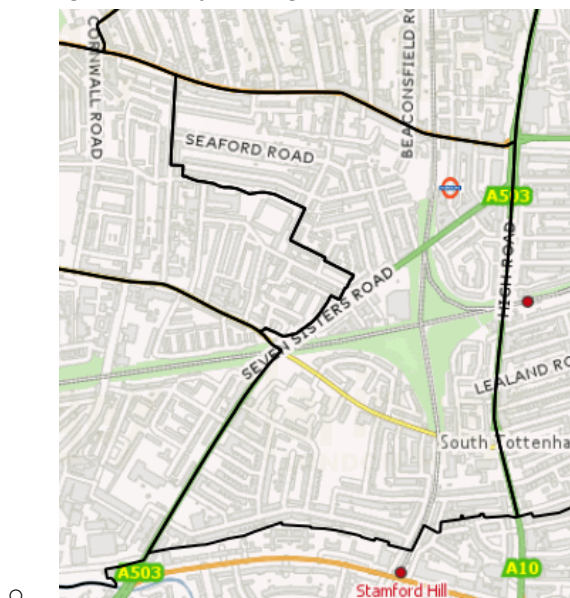 CORNWALL ROAD
BEACONSFIELD RO
SEAFORD ROAD
A503
HIGH ROAD
SEVEN SISTERS ROAD
LEALAND RO
South Tottenha
A503
A10
Stamford Hill